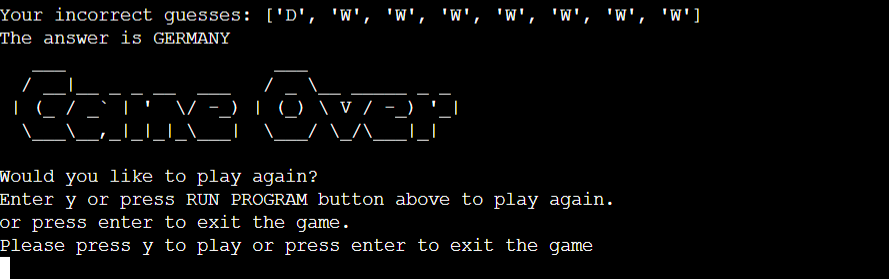 Your incorrect guesses: ['D', 'W', 'W', 'W', 'W', 'W', 'W', 'W']
The answer is GERMANY
Game Over
Would you like to play again?
Enter y or press RUN PROGRAM button above to play again.
or press enter to exit the game.
Please press y to play or press enter to exit the game